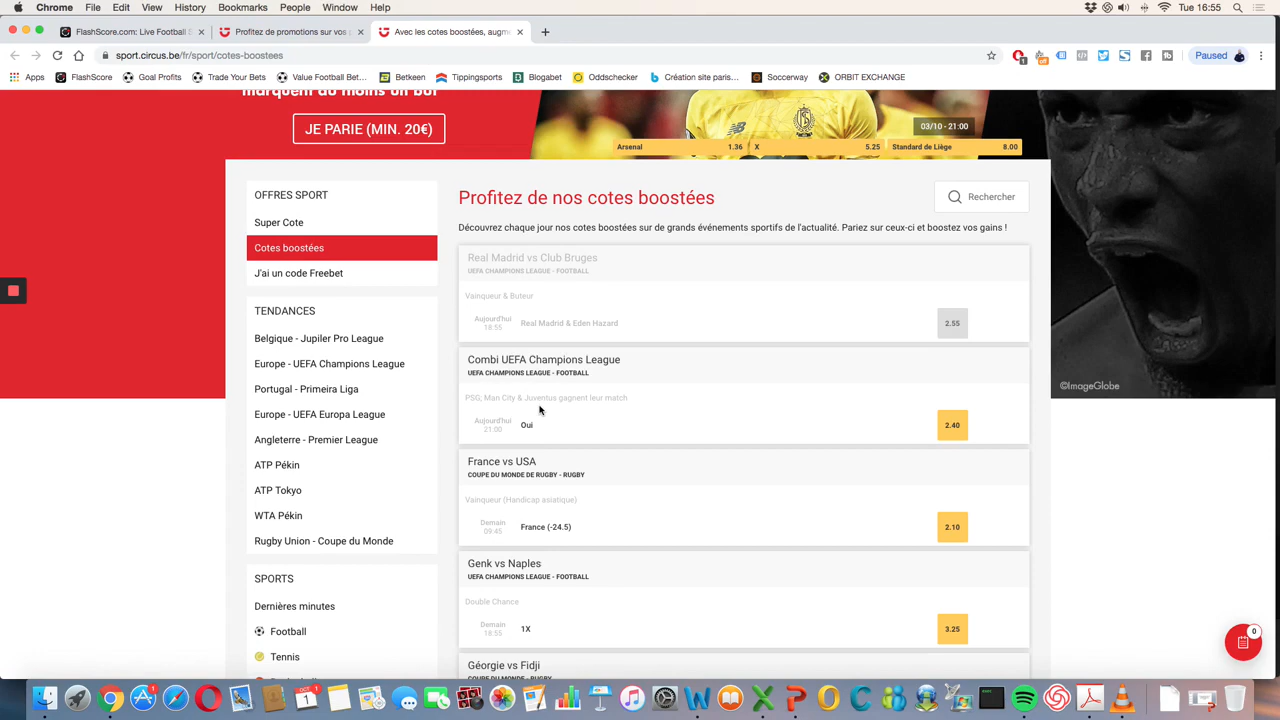 Chrome File Edit View History Bookmarks People Window Help
Tue 16:55
FlashScore.com: Live Football S
Profitez de promotions sur vos p
Avec les cotes boostées, augm
sport.circus.be/fr/sport/cotes-boostees
Paused
Apps FlashScore Goal Profits Trade Your Bets Value Football Bet... Betkeen Tippingsports Blogabet Oddschecker Création site paris... Soccerway ORBIT EXCHANGE
marquent au moins un but
JE PARIE (MIN. 20€)
03/10 - 21:00
Arsenal 1.36 X 5.25 Standard de Liège 8.00
OFFRES SPORT
Super Cote
Cotes boostées
J'ai un code Freebet
TENDANCES
Belgique - Jupiler Pro League
Europe - UEFA Champions League
Portugal - Primeira Liga
Europe - UEFA Europa League
Angleterre - Premier League
ATP Pékin
ATP Tokyo
WTA Pékin
Rugby Union - Coupe du Monde
SPORTS
Dernières minutes
Football
Tennis
Profitez de nos cotes boostées
Rechercher
Découvrez chaque jour nos cotes boostées sur de grands événements sportifs de l'actualité. Pariez sur ceux-ci et boostez vos gains !
Real Madrid vs Club Bruges
UEFA CHAMPIONS LEAGUE - FOOTBALL
Vainqueur & Buteur
Aujourd'hui
18:55
Real Madrid & Eden Hazard
2.55
Combi UEFA Champions League
UEFA CHAMPIONS LEAGUE - FOOTBALL
PSG; Man City & Juventus gagnent leur match
Aujourd'hui
21:00
Oui
2.40
France vs USA
COUPE DU MONDE DE RUGBY - RUGBY
Vainqueur (Handicap asiatique)
Demain
09:45
France (-24.5)
2.10
Genk vs Naples
UEFA CHAMPIONS LEAGUE - FOOTBALL
Double Chance
Demain
18:55
1X
3.25
Géorgie vs Fidji
©ImageGlobe
0